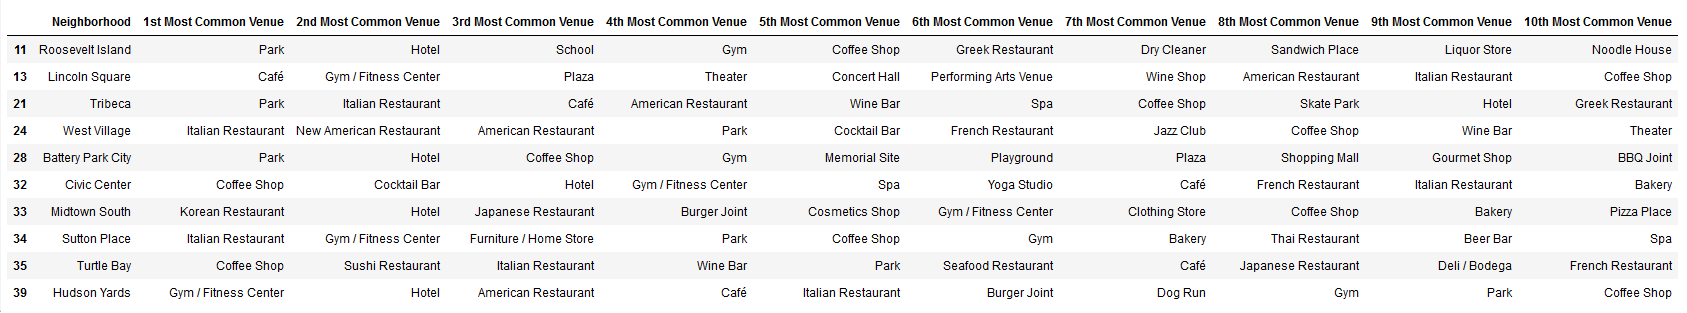 Neighborhood 1st Most Common Venue 2nd Most Common Venue 3rd Most Common Venue 4th Most Common Venue 5th Most Common Venue 6th Most Common Venue 7th Most Common Venue 8th Most Common Venue 9th Most Common Venue 10th Most Common Venue
11 Roosevelt Island Park Hotel School Gym Coffee Shop Greek Restaurant Dry Cleaner Sandwich Place Liquor Store Noodle House
13 Lincoln Square Café Gym / Fitness Center Plaza Theater Concert Hall Performing Arts Venue Wine Shop American Restaurant Italian Restaurant Coffee Shop
21 Tribeca Park Italian Restaurant Café American Restaurant Wine Bar Spa Coffee Shop Skate Park Hotel Greek Restaurant
24 West Village Italian Restaurant New American Restaurant American Restaurant Park Cocktail Bar French Restaurant Jazz Club Coffee Shop Wine Bar Theater
28 Battery Park City Park Hotel Coffee Shop Gym Memorial Site Playground Plaza Shopping Mall Gourmet Shop BBQ Joint
32 Civic Center Coffee Shop Cocktail Bar Hotel Gym / Fitness Center Spa Yoga Studio Café French Restaurant Italian Restaurant Bakery
33 Midtown South Korean Restaurant Hotel Japanese Restaurant Burger Joint Cosmetics Shop Gym / Fitness Center Clothing Store Coffee Shop Bakery Pizza Place
34 Sutton Place Italian Restaurant Gym / Fitness Center Furniture / Home Store Park Coffee Shop Gym Bakery Thai Restaurant Beer Bar Spa
35 Turtle Bay Coffee Shop Sushi Restaurant Italian Restaurant Wine Bar Park Seafood Restaurant Café Japanese Restaurant Deli / Bodega French Restaurant
39 Hudson Yards Gym / Fitness Center Hotel American Restaurant Café Italian Restaurant Burger Joint Dog Run Gym Park Coffee Shop